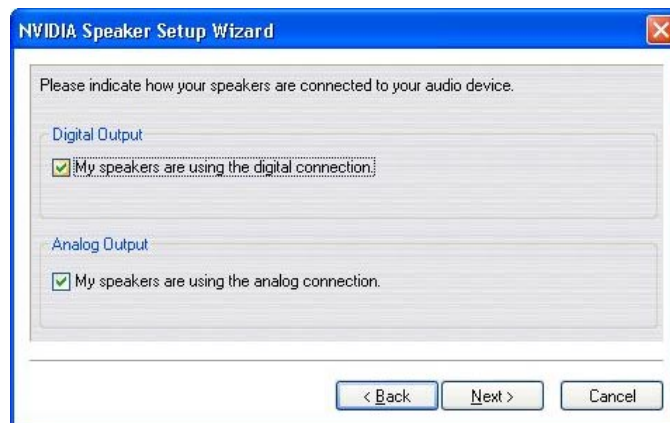 NVIDIA Speaker Setup Wizard
Please indicate how your speakers are connected to your audio device.
Digital Output
My speakers are using the digital connection.
Analog Output
My speakers are using the analog connection.
< Back Next > Cancel